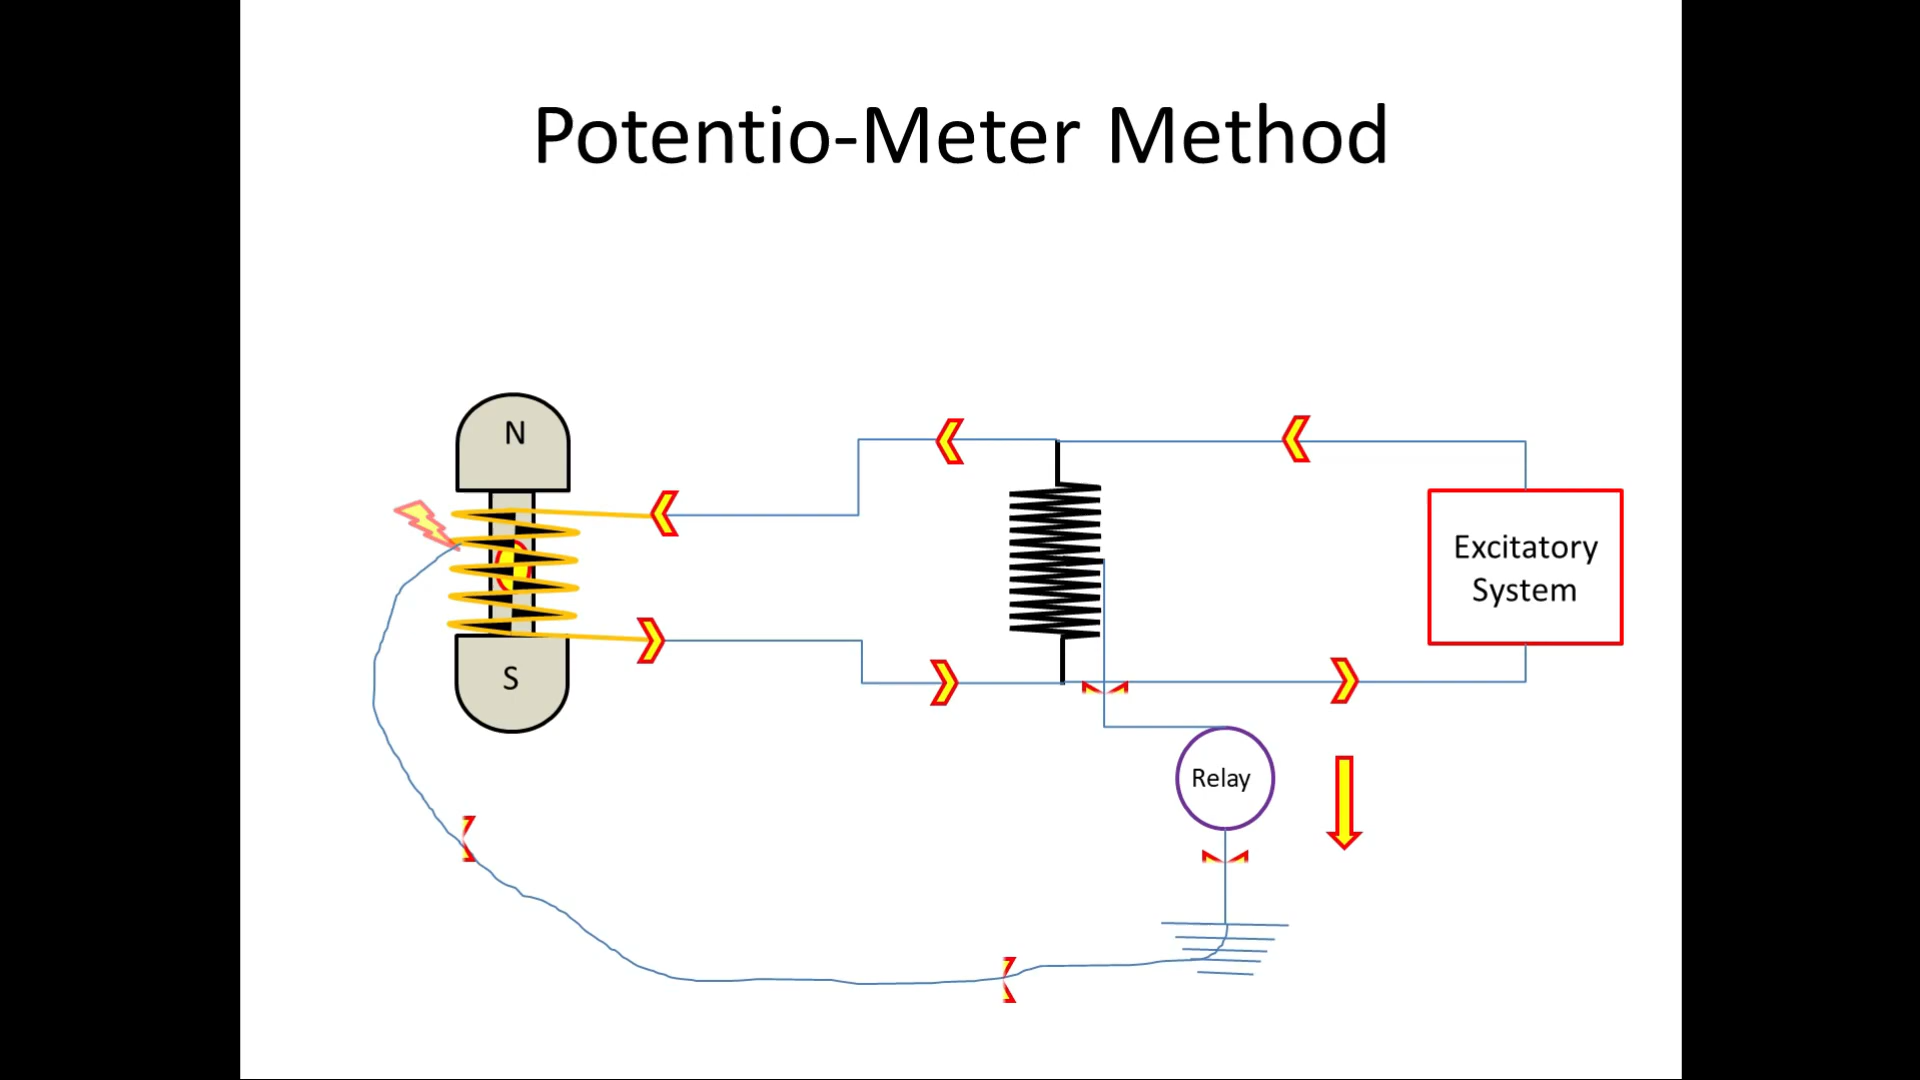 Potentio-Meter Method
N
Excitatory
System
S
Relay